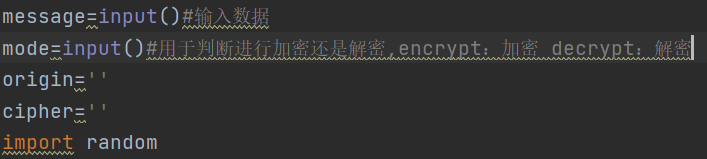 message=input()#输入数据
mode=input()#用于判断进行加密还是解密,encrypt：加密 decrypt：解密
origin=''
cipher=''
import random